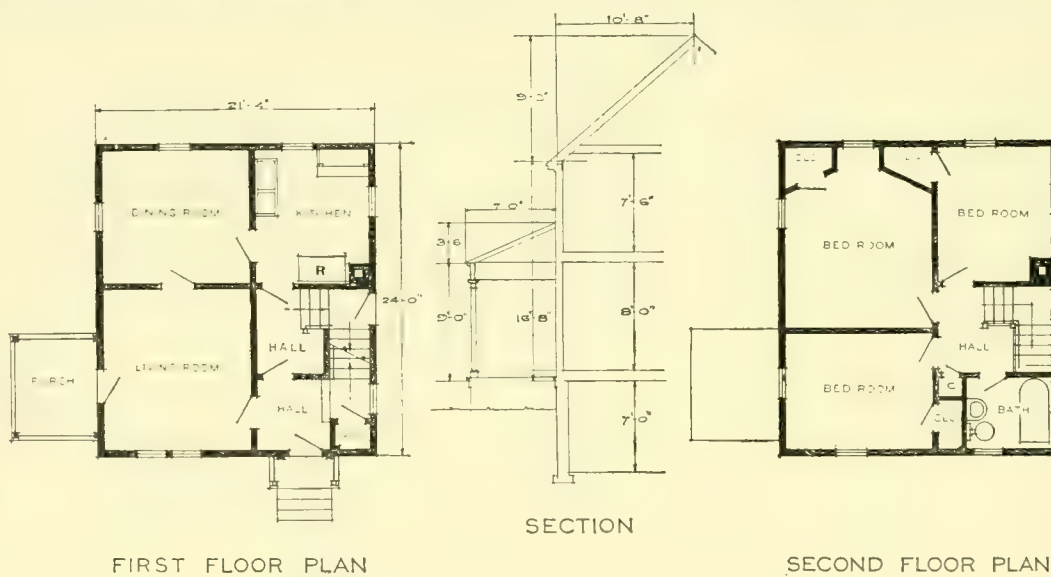 21'-4"
DINING ROOM
KITCHEN
R
24'-0"
HALL
PORCH
LIVING ROOM
HALL
FIRST FLOOR PLAN
10'-8"
9'-3"
7'-0"
3'-6
9'-0"
16'-8"
7'-6"
8'-0"
7'-0"
SECTION
BED ROOM
BED ROOM
HALL
BED ROOM
C
CLO
BATH
SECOND FLOOR PLAN